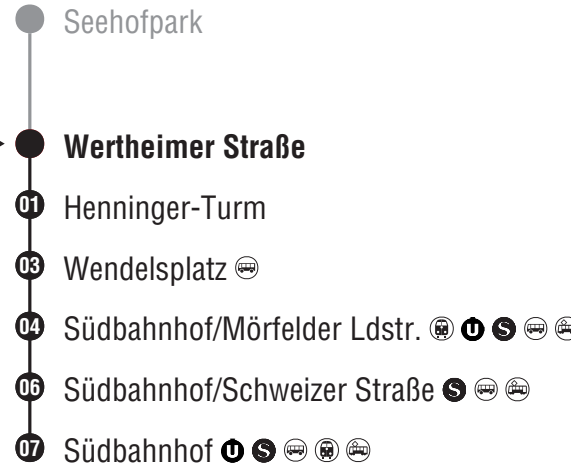 Seehofpark
Wertheimer Straße
01 Henninger-Turm
03 Wendelsplatz
04 Südbahnhof/Mörfelder Ldstr. U S
06 Südbahnhof/Schweizer Straße S
07 Südbahnhof U S